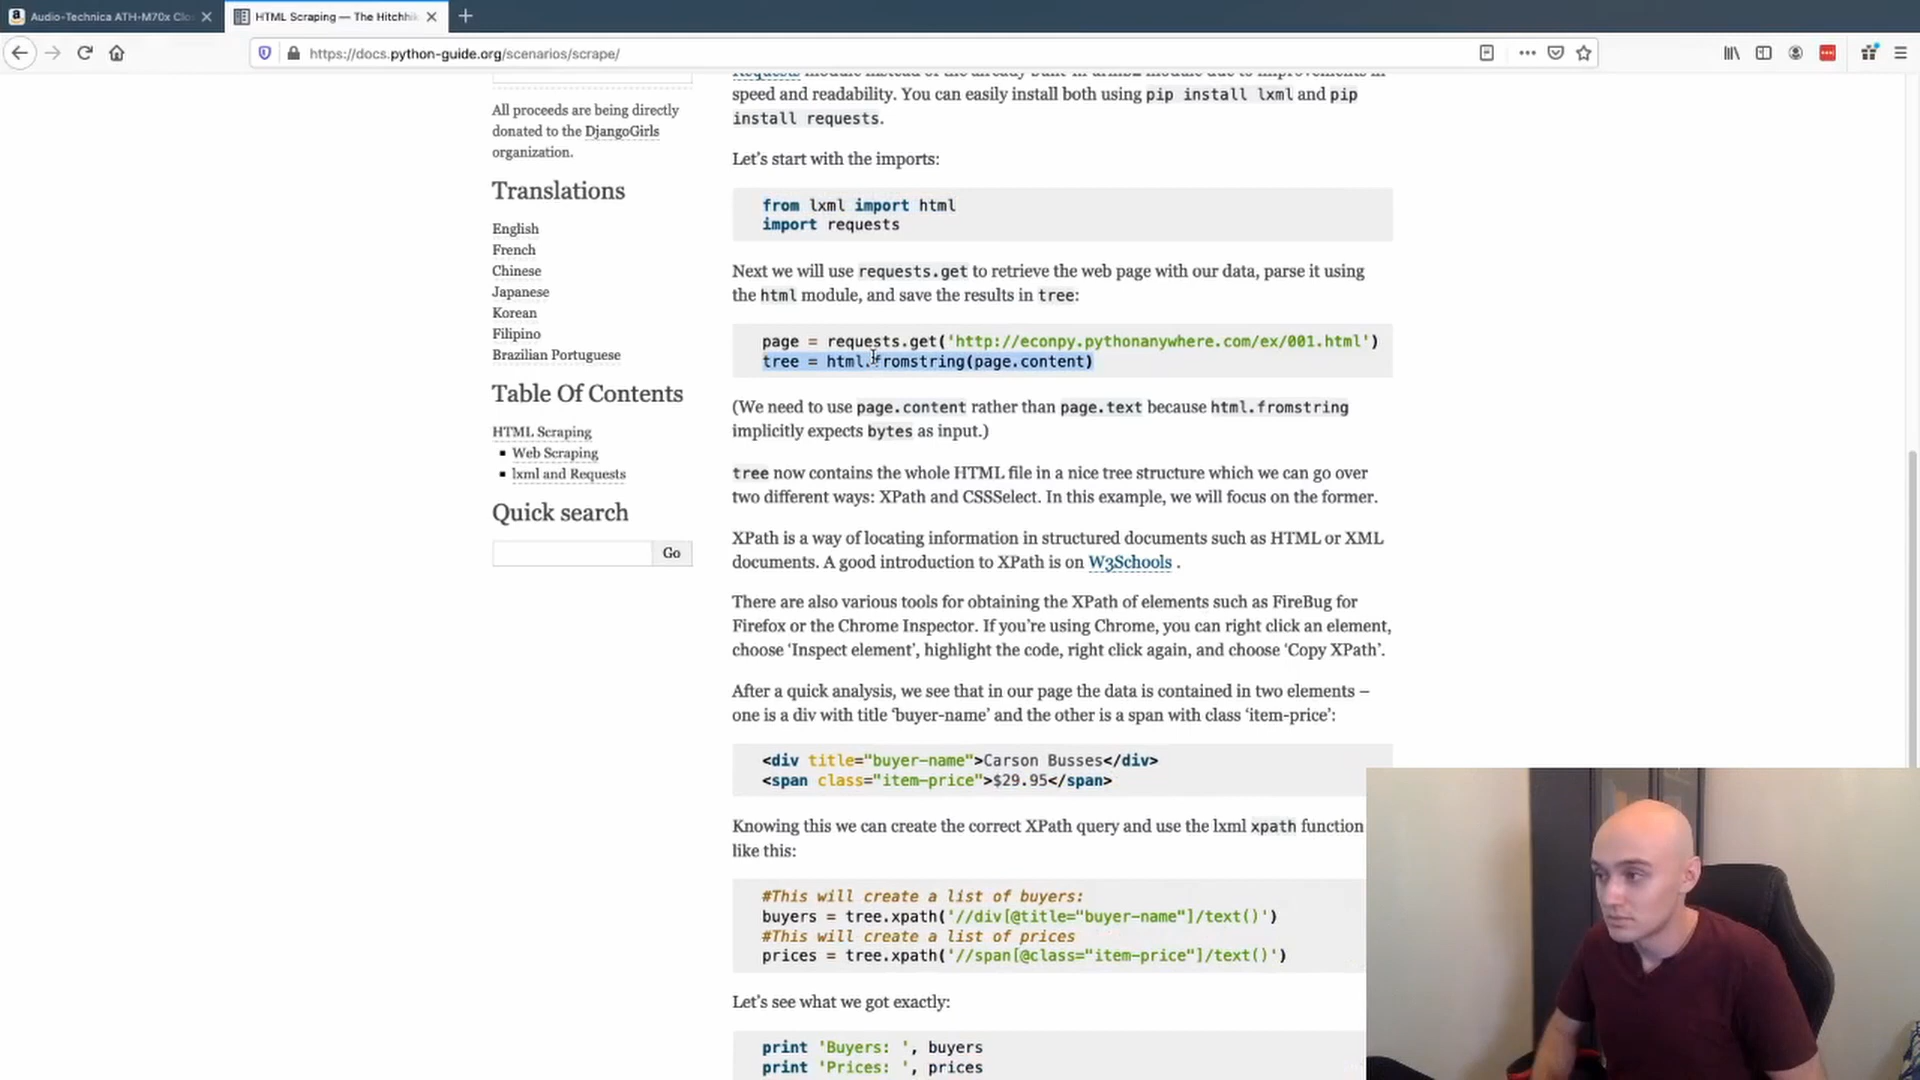 Audio-Technica ATH-M70x Clo
HTML Scraping — The Hitchhik
https://docs.python-guide.org/scenarios/scrape/
speed and readability. You can easily install both using pip install lxml and pip
install requests.
All proceeds are being directly
donated to the DjangoGirls
organization.
Translations
English
French
Chinese
Japanese
Korean
Filipino
Brazilian Portuguese
Table Of Contents
HTML Scraping
Web Scraping
lxml and Requests
Quick search
Go
Let's start with the imports:
from lxml import html
import requests
Next we will use requests.get to retrieve the web page with our data, parse it using
the html module, and save the results in tree:
page = requests.get('http://econpy.pythonanywhere.com/ex/001.html')
tree = html.fromstring(page.content)
(We need to use page.content rather than page.text because html.fromstring
implicitly expects bytes as input.)
tree now contains the whole HTML file in a nice tree structure which we can go over
two different ways: XPath and CSSSelect. In this example, we will focus on the former.
XPath is a way of locating information in structured documents such as HTML or XML
documents. A good introduction to XPath is on W3Schools .
There are also various tools for obtaining the XPath of elements such as FireBug for
Firefox or the Chrome Inspector. If you're using Chrome, you can right click an element,
choose 'Inspect element', highlight the code, right click again, and choose 'Copy XPath'.
After a quick analysis, we see that in our page the data is contained in two elements –
one is a div with title 'buyer-name' and the other is a span with class 'item-price':
<div title="buyer-name">Carson Busses</div>
<span class="item-price">$29.95</span>
Knowing this we can create the correct XPath query and use the lxml xpath function
like this:
#This will create a list of buyers:
buyers = tree.xpath('//div[@title="buyer-name"]/text()')
#This will create a list of prices
prices = tree.xpath('//span[@class="item-price"]/text()')
Let's see what we got exactly:
print 'Buyers: ', buyers
print 'Prices: ', prices